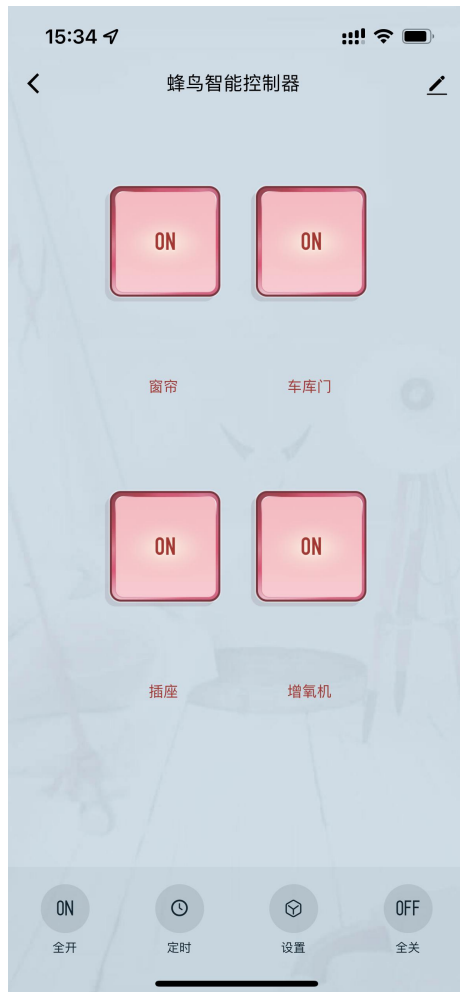 15:34
蜂鸟智能控制器
ON ON
窗帘 车库门
ON ON
插座 增氧机
ON OFF
全开 定时 设置 全关